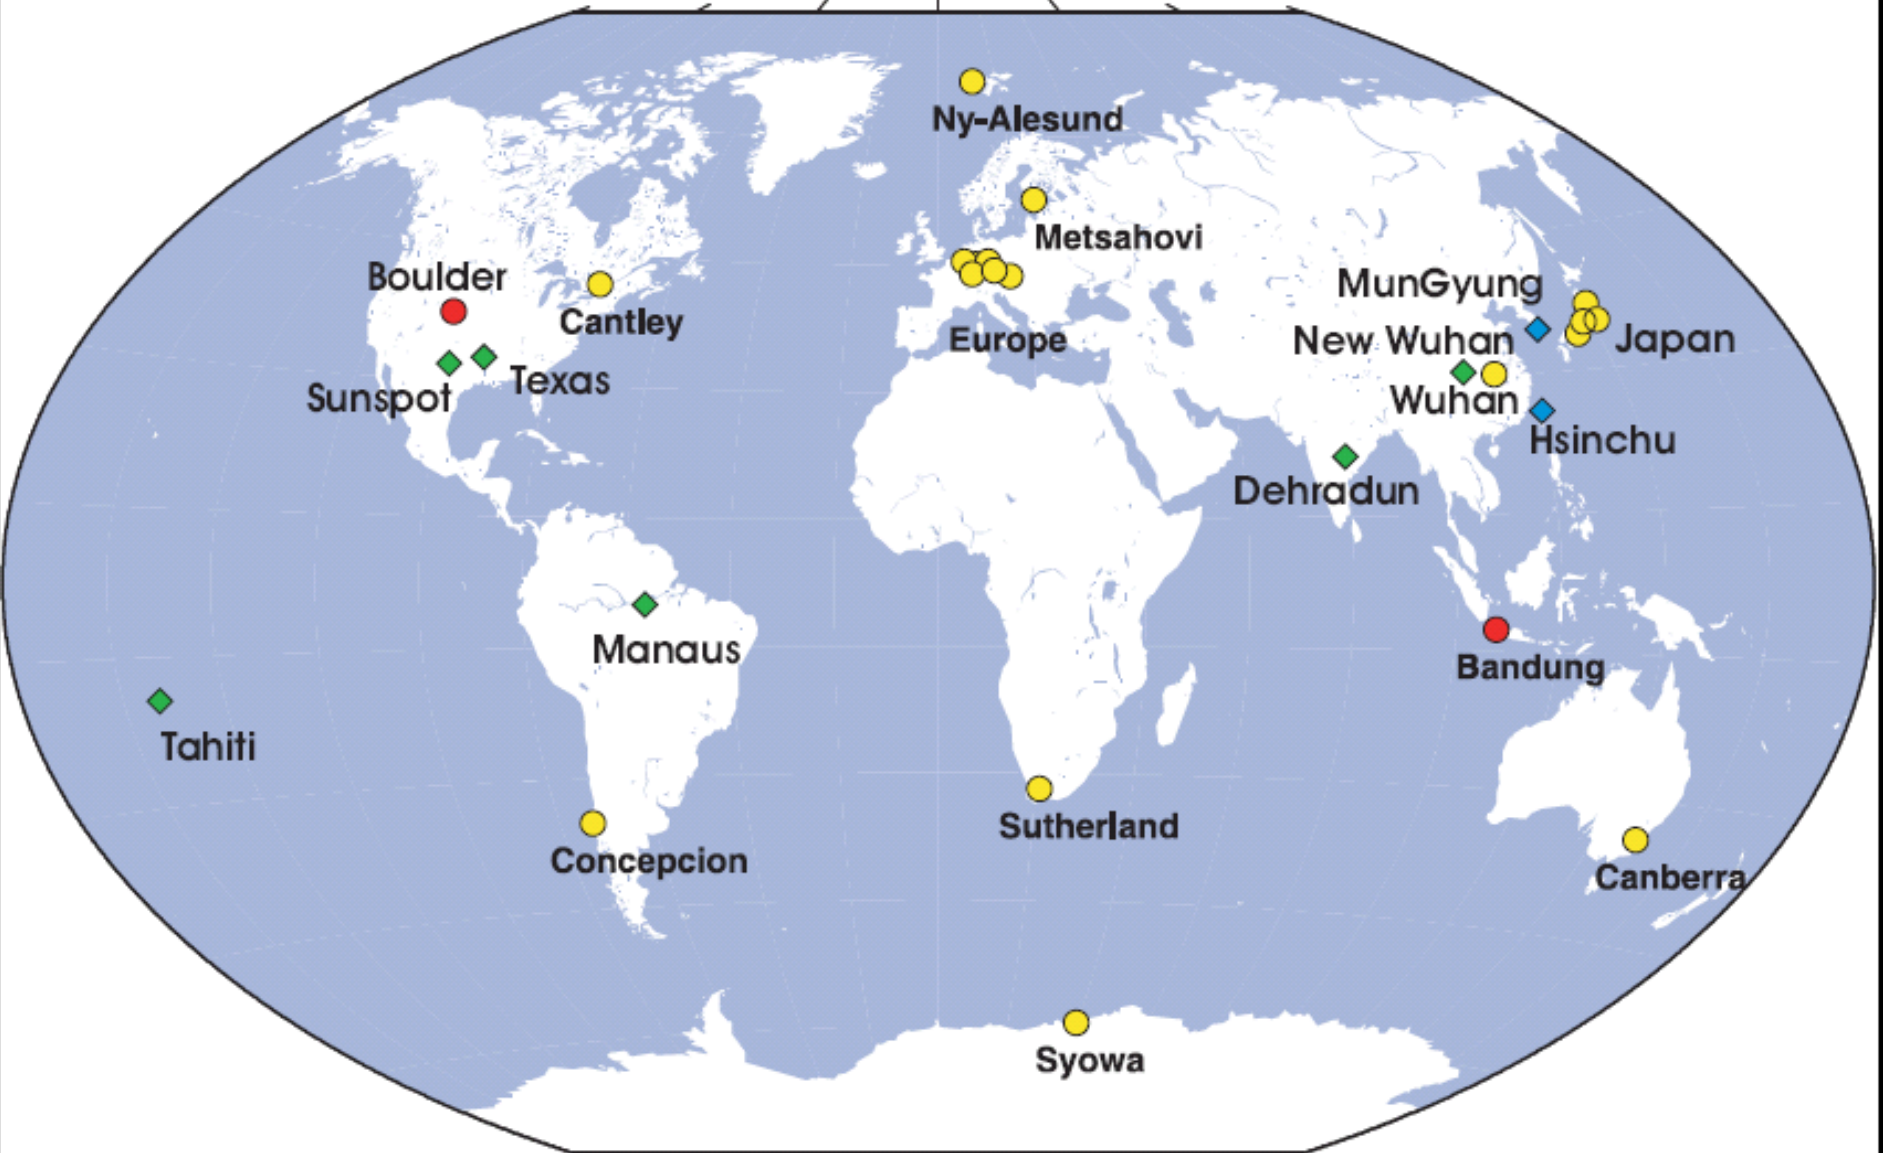 Ny-Alesund
Metsahovi
Boulder
Cantley
MunGyung
Europe
New Wuhan
Japan
Sunspot
Texas
Wuhan
Hsinchu
Dehradun
Manaus
Bandung
Tahiti
Sutherland
Concepcion
Canberra
Syowa